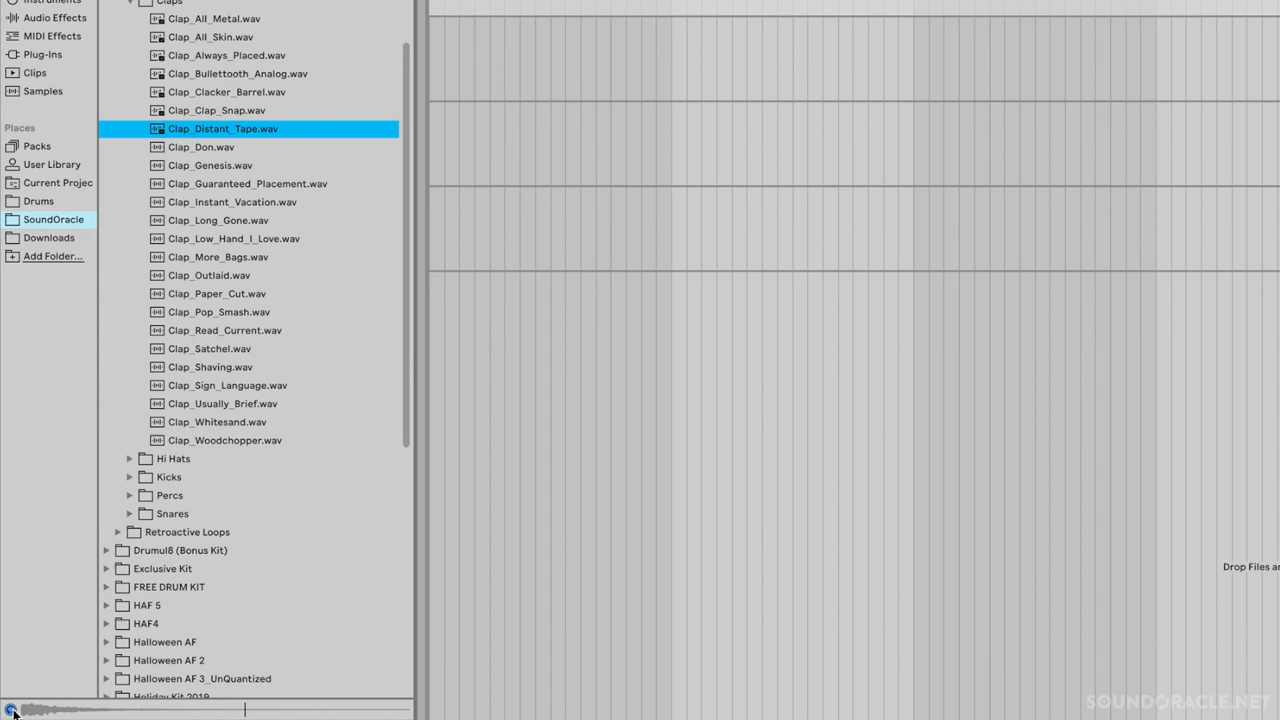 Instruments
Audio Effects
MIDI Effects
Plug-Ins
Clips
Samples
Places
Packs
User Library
Current Projec
Drums
SoundOracle
Downloads
Add Folder...
Claps
Clap_All_Metal.wav
Clap_All_Skin.wav
Clap_Always_Placed.wav
Clap_Bullettooth_Analog.wav
Clap_Clacker_Barrel.wav
Clap_Clap_Snap.wav
Clap_Distant_Tape.wav
Clap_Don.wav
Clap_Genesis.wav
Clap_Guaranteed_Placement.wav
Clap_Instant_Vacation.wav
Clap_Long_Gone.wav
Clap_Low_Hand_I_Love.wav
Clap_More_Bags.wav
Clap_Outlaid.wav
Clap_Paper_Cut.wav
Clap_Pop_Smash.wav
Clap_Read_Current.wav
Clap_Satchel.wav
Clap_Shaving.wav
Clap_Sign_Language.wav
Clap_Usually_Brief.wav
Clap_Whitesand.wav
Clap_Woodchopper.wav
Hi Hats
Kicks
Percs
Snares
Retroactive Loops
Drumul8 (Bonus Kit)
Exclusive Kit
FREE DRUM KIT
HAF 5
HAF4
Halloween AF
Halloween AF 2
Halloween AF 3_UnQuantized
Holiday Kit 2019
Drop Files an
SOUNDORACLE.NET